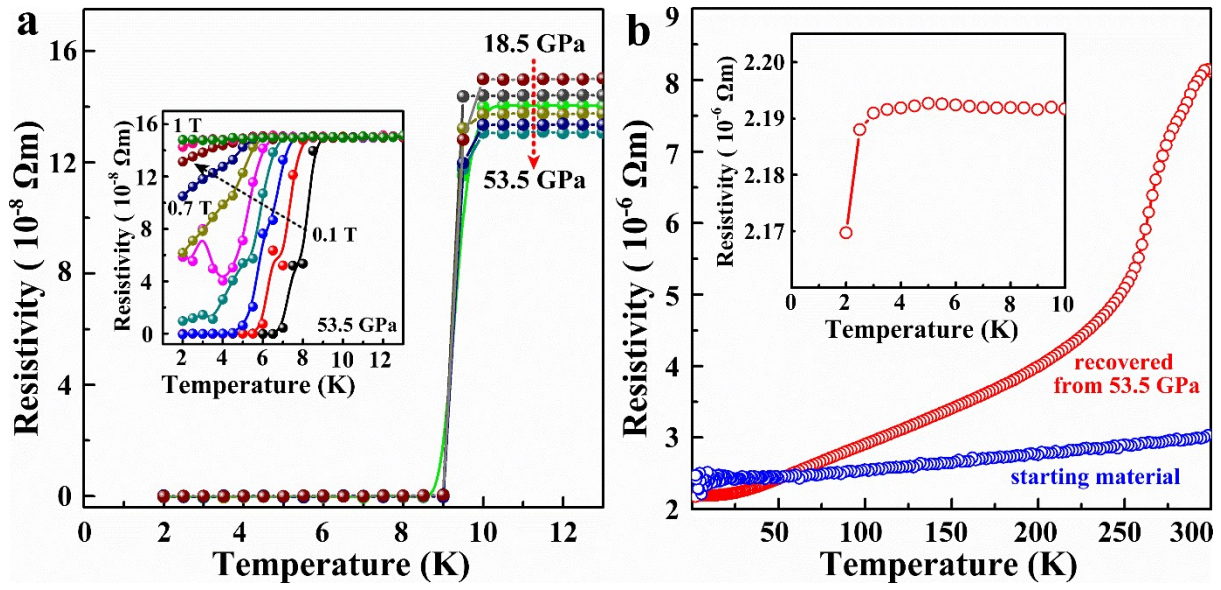 a
Resistivity ( 10⁻⁸ Ωm)
16
12
8
4
0
0 2 4 6 8 10 12
Temperature (K)
18.5 GPa
53.5 GPa
Resistivity ( 10⁻⁸ Ωm)
16
12
8
4
0
2 4 6 8 10 12
Temperature (K)
1 T
0.7 T
0.1 T
53.5 GPa
b
Resistivity ( 10⁻⁶ Ωm)
9
8
7
6
5
4
3
2
50 100 150 200 250 300
Temperature (K)
Resistivity ( 10⁻⁶ Ωm)
2.20
2.19
2.18
2.17
0 2 4 6 8 10
Temperature (K)
recovered
from 53.5 GPa
starting material